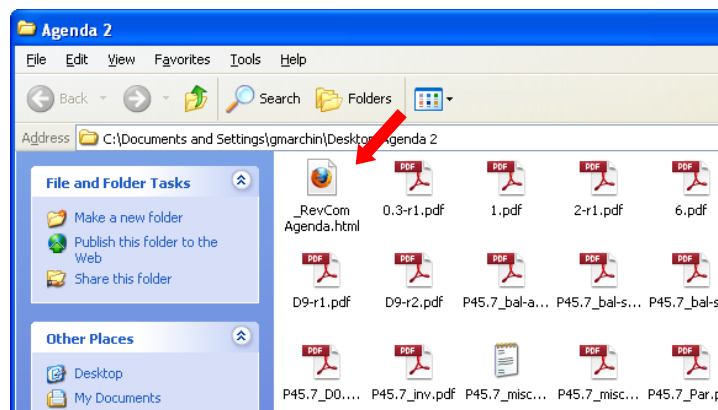 Agenda 2
File Edit View Favorites Tools Help
Back Search Folders
Address C:\Documents and Settings\gmarchin\Desktop Agenda 2
File and Folder Tasks
Make a new folder
Publish this folder to the
Web
Share this folder
Other Places
Desktop
My Documents
_RevCom
Agenda.html
PDF 0.3-r1.pdf
PDF 1.pdf
PDF 2-r1.pdf
PDF 6.pdf
PDF D9-r1.pdf
PDF D9-r2.pdf
PDF P45.7_bal-a...
PDF P45.7_bal-s...
PDF P45.7_bal-s
PDF P45.7_D0....
PDF P45.7_inv.pdf
P45.7_misc...
PDF P45.7_misc...
PDF P45.7_Par.p